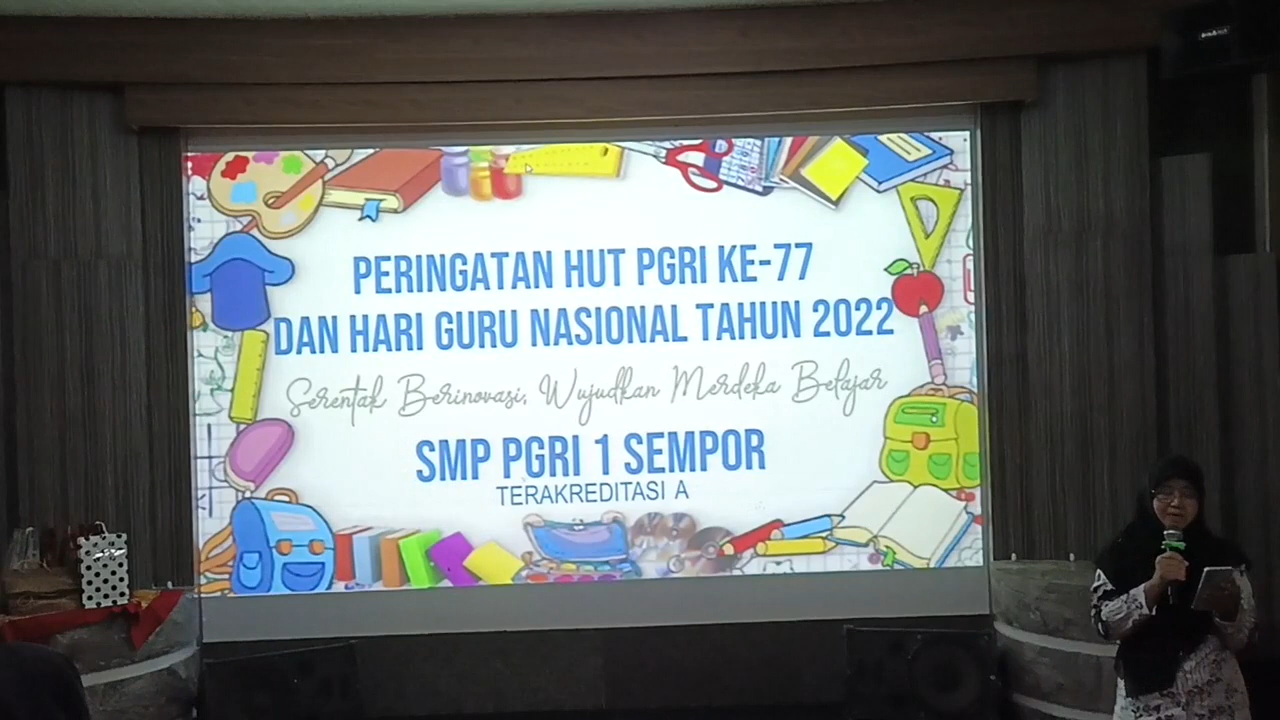 PERINGATAN HUT PGRI KE-77
DAN HARI GURU NASIONAL TAHUN 2022
Serentak Berinovasi, Wujudkan Merdeka Belajar
SMP PGRI 1 SEMPOR
TERAKREDITASI A